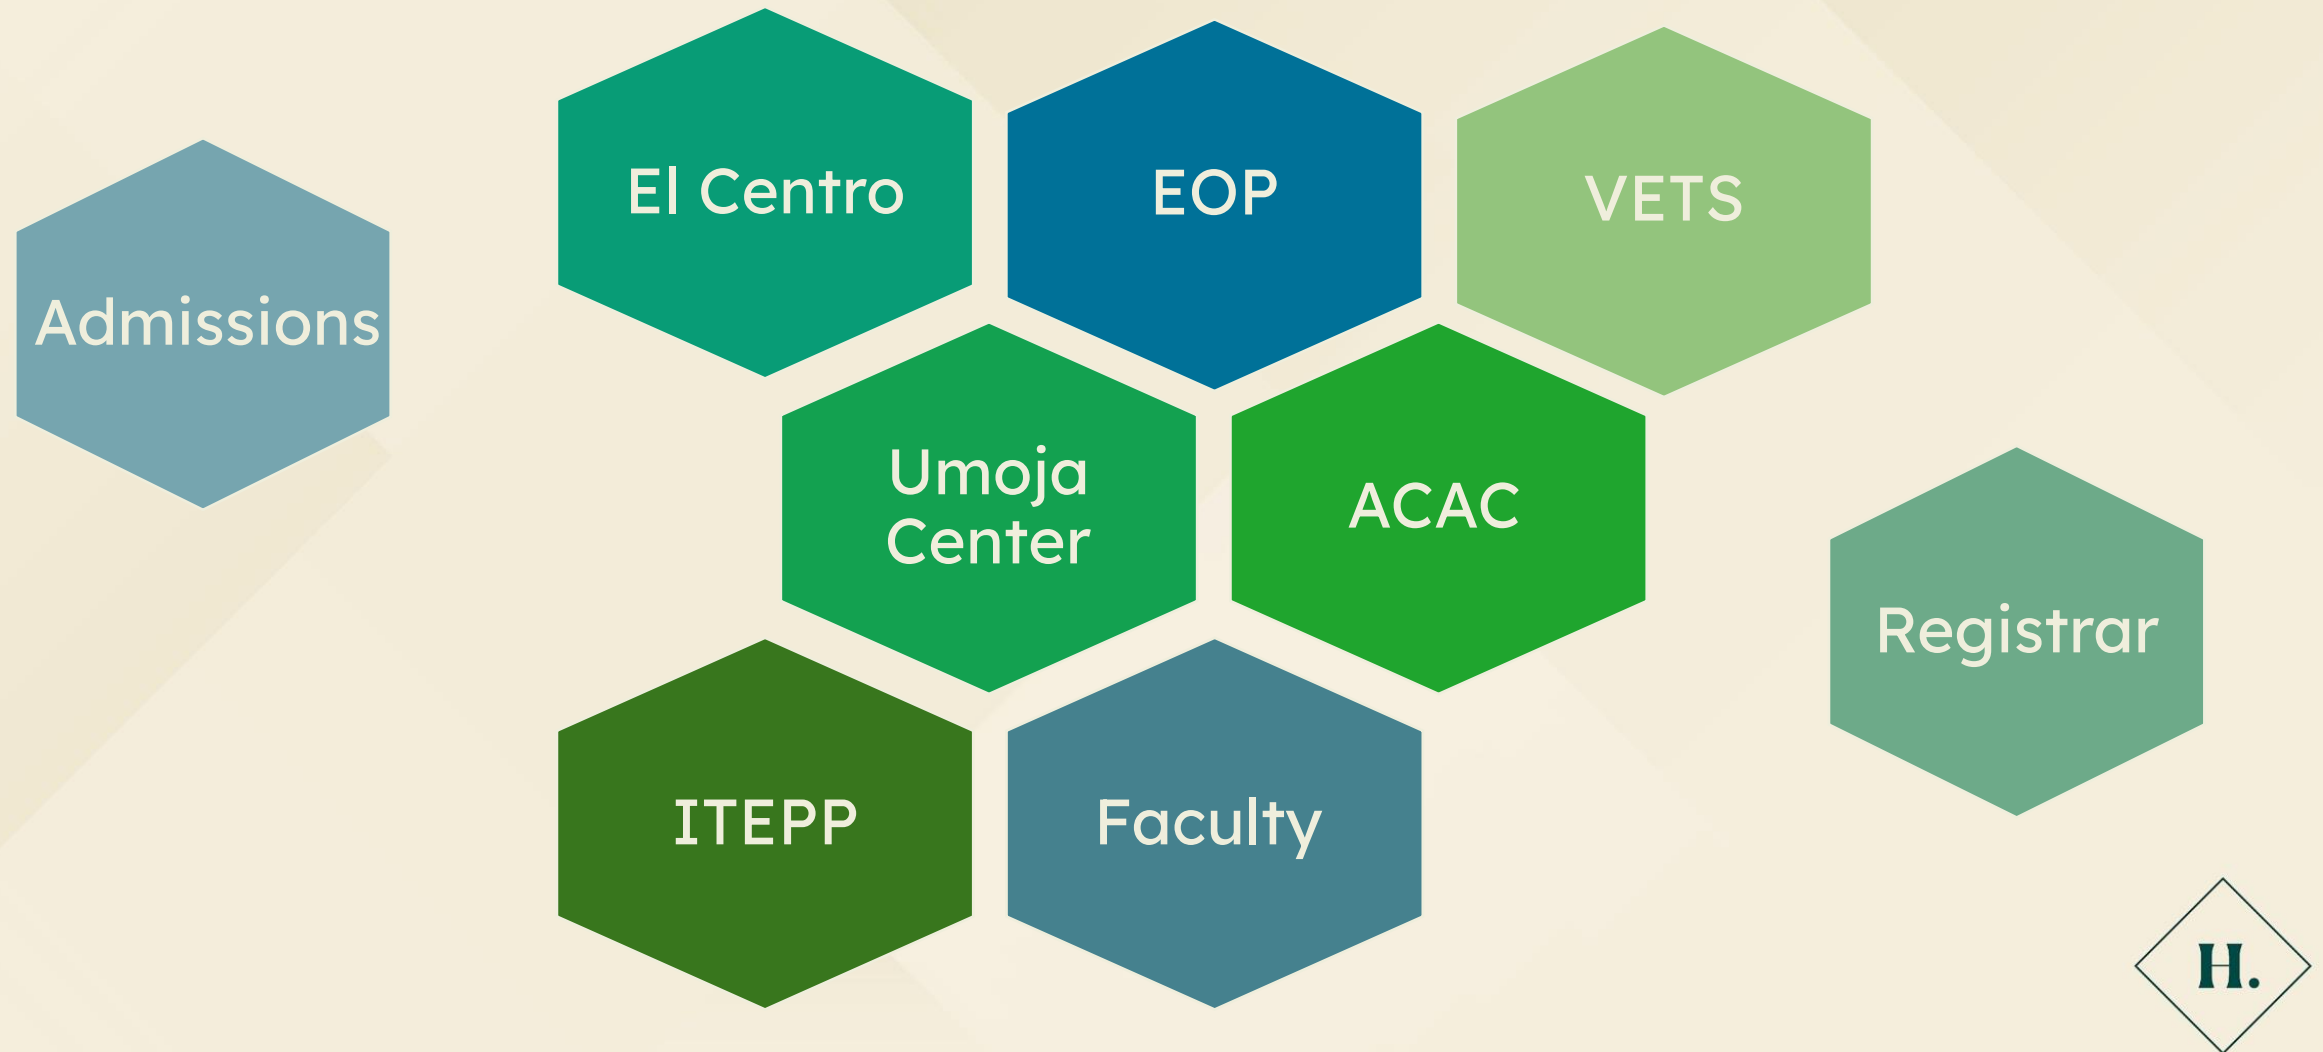 El Centro
EOP
VETS
Admissions
Umoja
Center
ACAC
Registrar
ITEPP
Faculty
H.